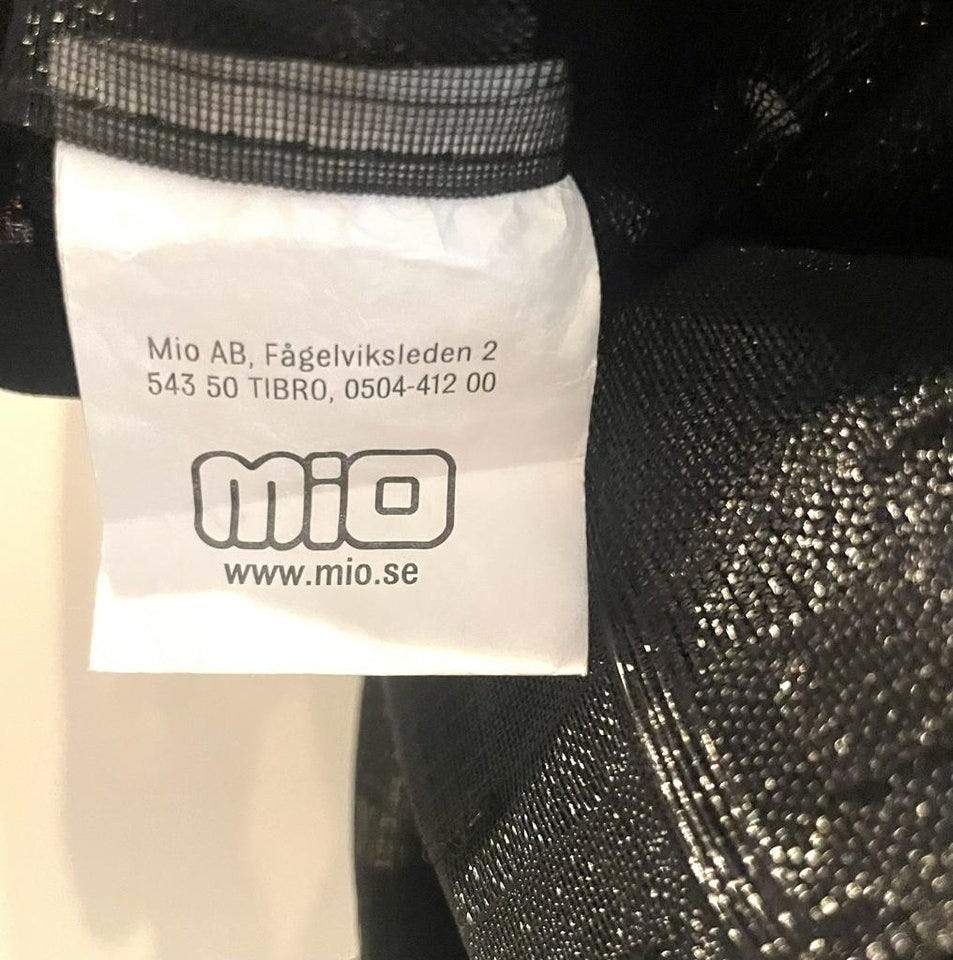 Mio AB, Fågelviksleden 2
543 50 TIBRO, 0504-412 00
mio
www.mio.se